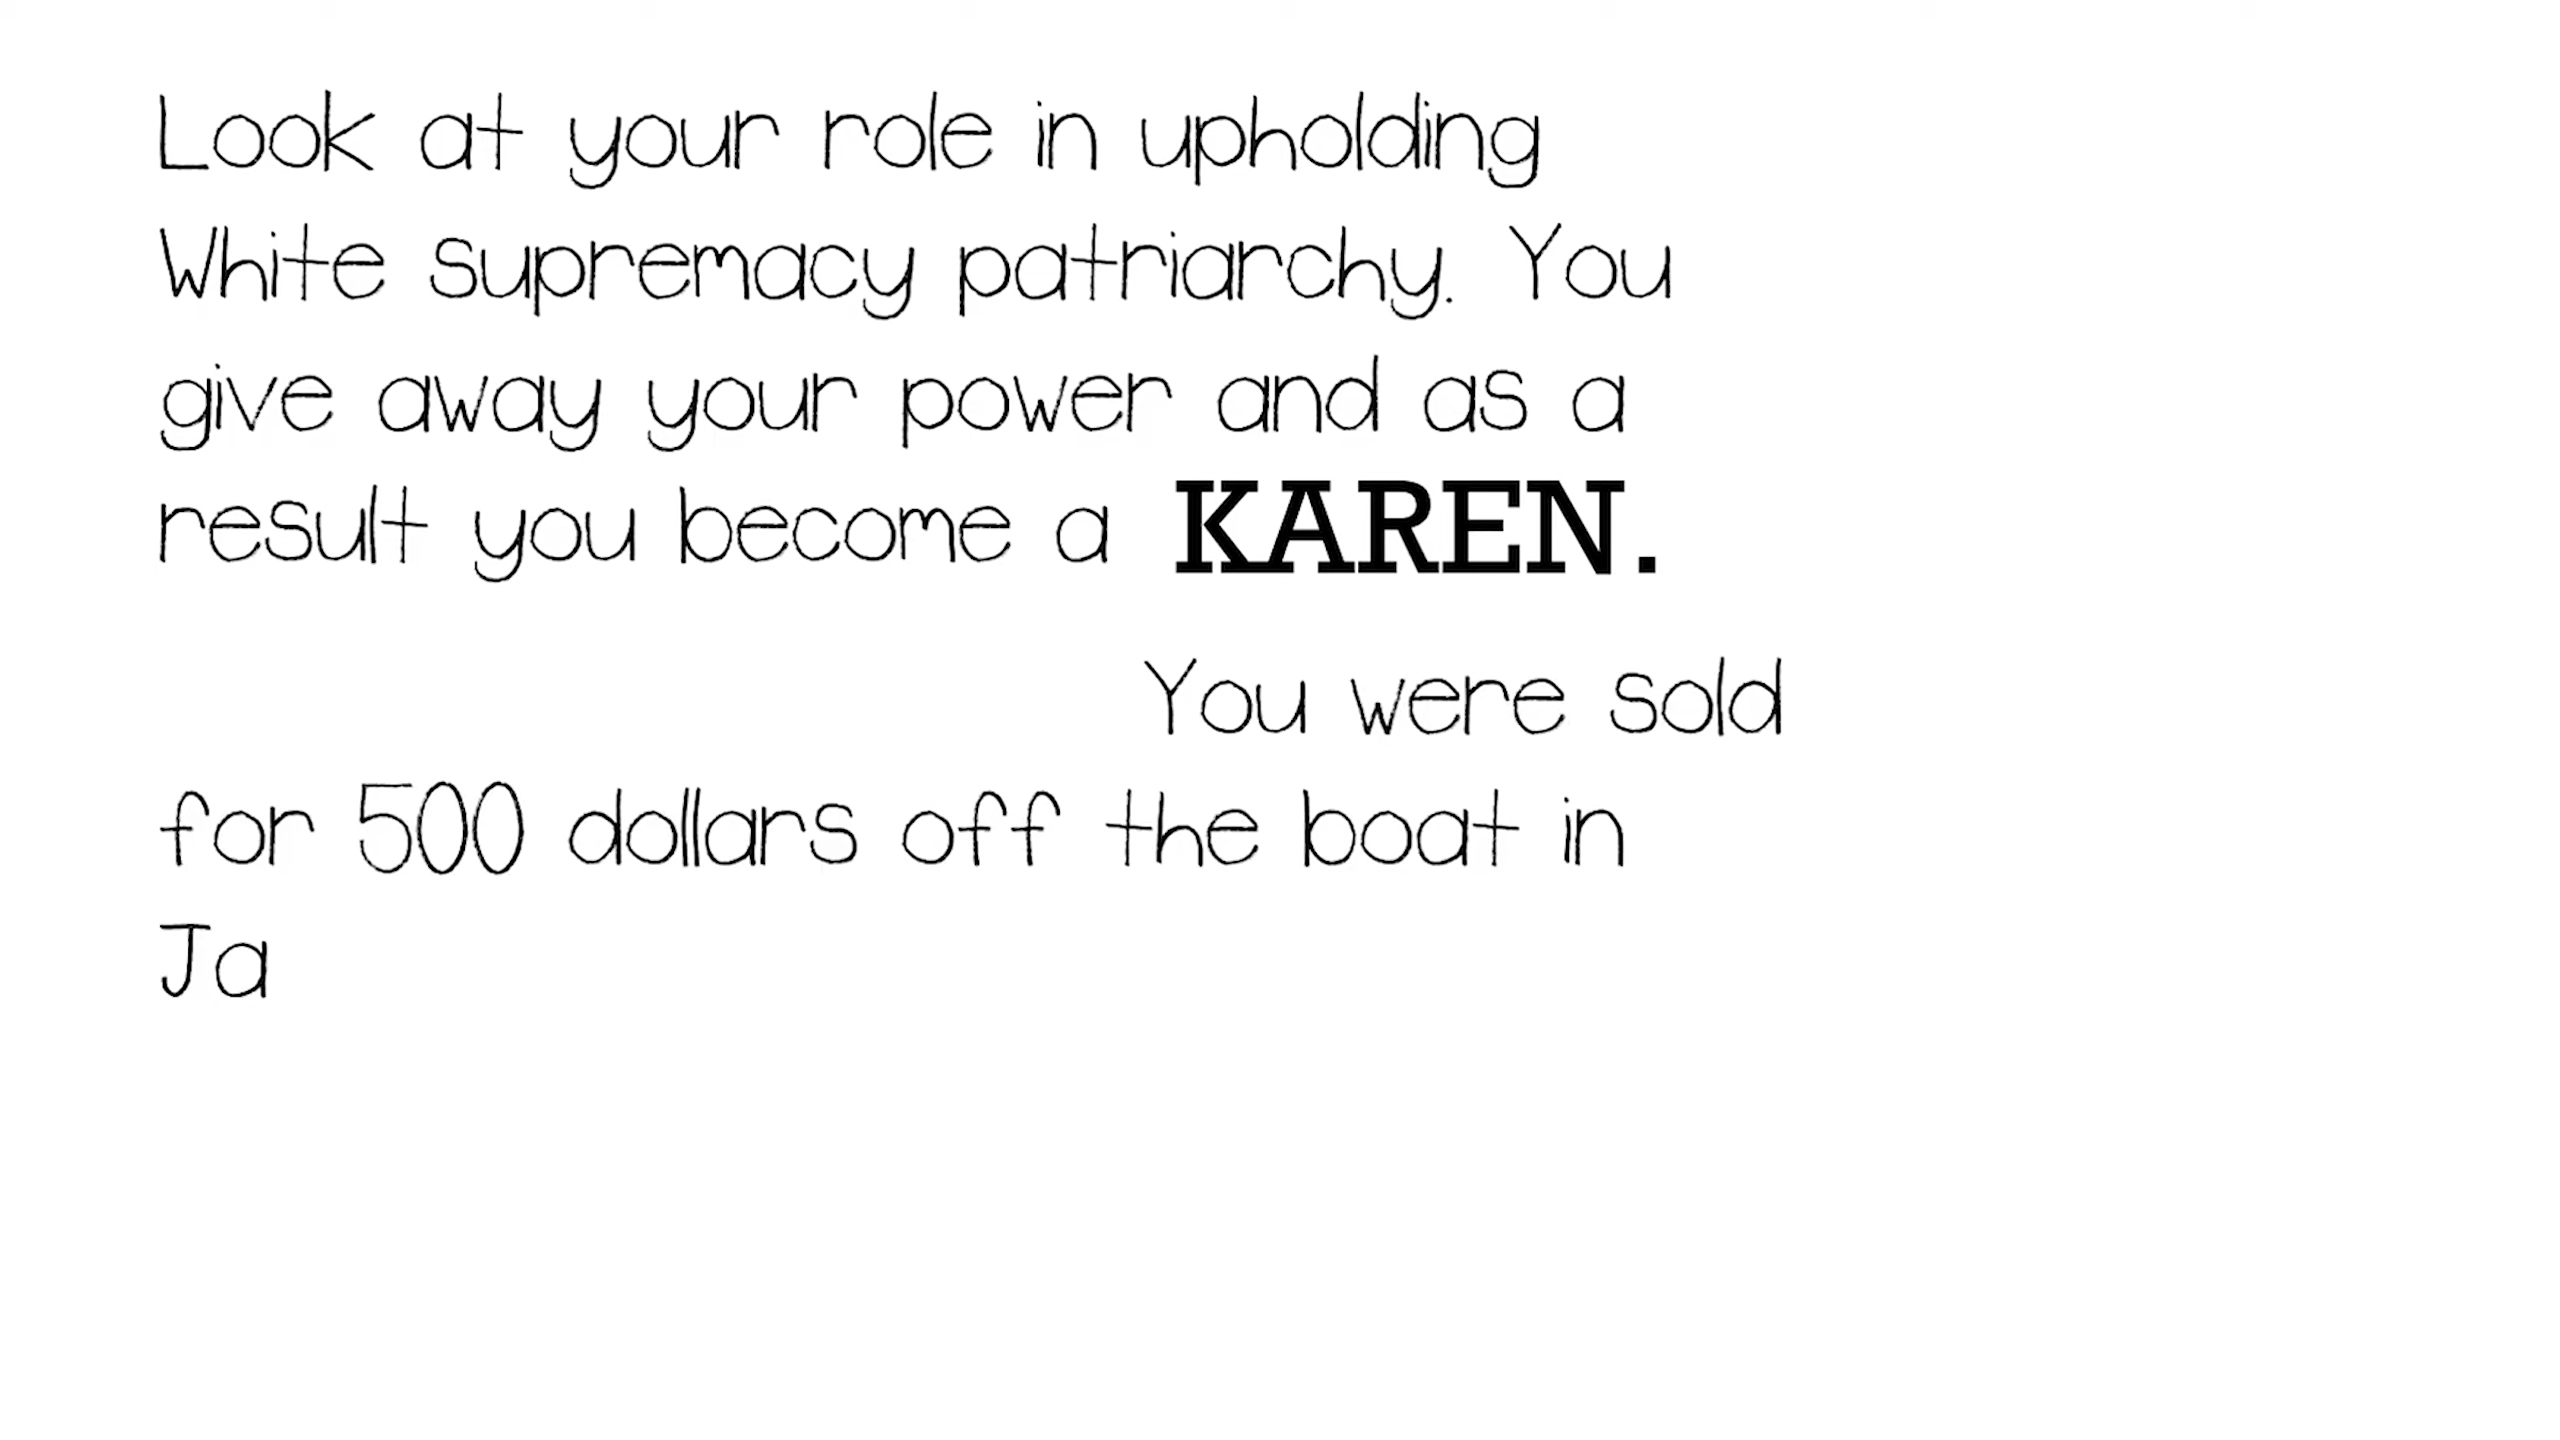 Look at your role in upholding
White supremacy patriarchy. You
give away your power and as a
result you become a KAREN.
You were sold
for 500 dollars off the boat in
Ja